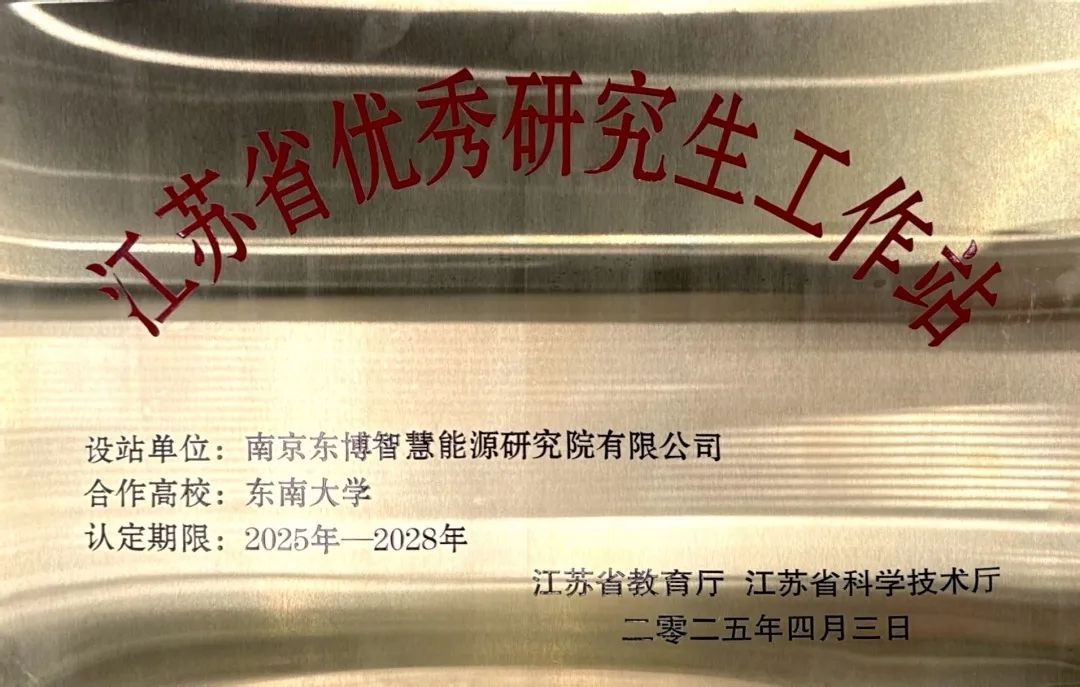 江苏省优秀研究生工作站
设站单位：南京东博智慧能源研究院有限公司
合作高校：东南大学
认定期限：2025年—2028年
江苏省教育厅 江苏省科学技术厅
二零二五年四月三日